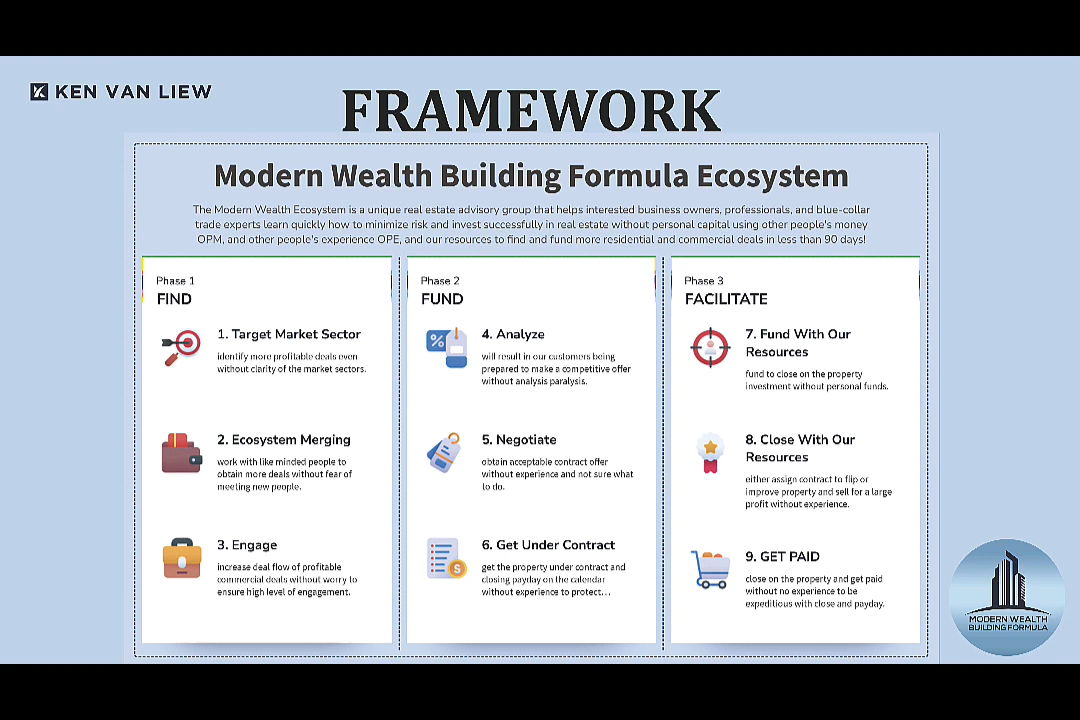 KEN VAN LIEW
FRAMEWORK
Modern Wealth Building Formula Ecosystem
The Modern Wealth Ecosystem is a unique real estate advisory group that helps interested business owners, professionals, and blue-collar
trade experts learn quickly how to minimize risk and invest successfully in real estate without personal capital using other people's money
OPM, and other people's experience OPE, and our resources to find and fund more residential and commercial deals in less than 90 days!
Phase 1
FIND
1. Target Market Sector
identify more profitable deals even
without clarity of the market sectors.
2. Ecosystem Merging
work with like minded people to
obtain more deals without fear of
meeting new people.
3. Engage
increase deal flow of profitable
commercial deals without worry to
ensure high level of engagement.
Phase 2
FUND
4. Analyze
will result in our customers being
prepared to make a competitive offer
without analysis paralysis.
5. Negotiate
obtain acceptable contract offer
without experience and not sure what
to do.
6. Get Under Contract
get the property under contract and
closing payday on the calendar
without experience to protect...
Phase 3
FACILITATE
7. Fund With Our
Resources
fund to close on the property
investment without personal funds.
8. Close With Our
Resources
either assign contract to flip or
improve property and sell for a large
profit without experience.
9. GET PAID
close on the property and get paid
without no experience to be
expeditious with close and payday.
MODERN WEALTH
BUILDING FORMULA